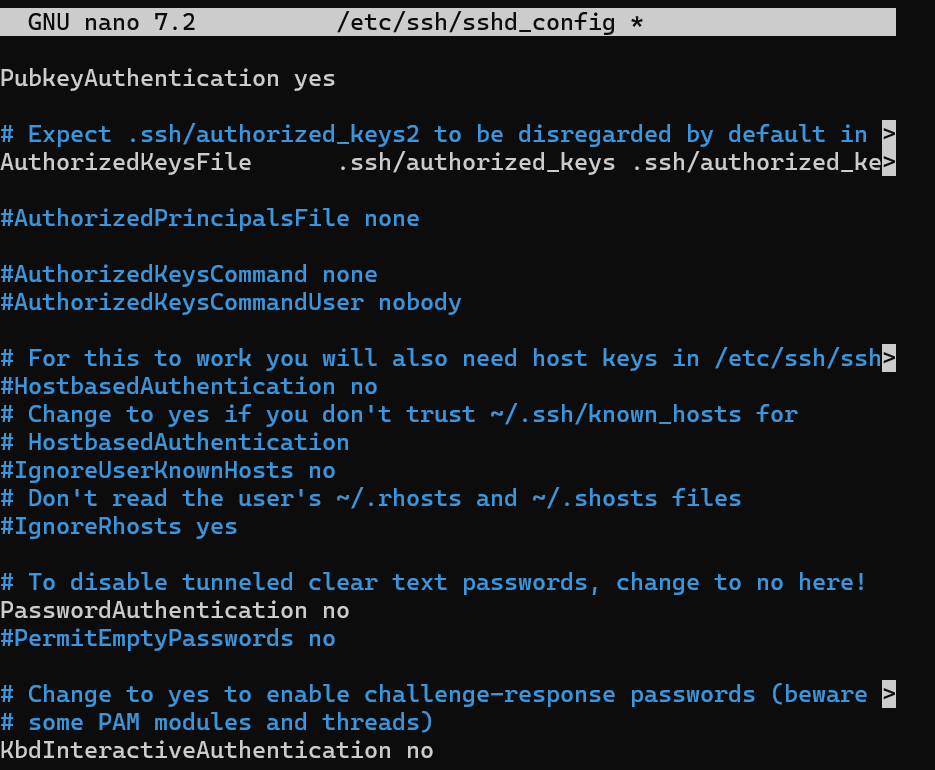 GNU nano 7.2 /etc/ssh/sshd_config *
PubkeyAuthentication yes
# Expect .ssh/authorized_keys2 to be disregarded by default in >
AuthorizedKeysFile .ssh/authorized_keys .ssh/authorized_ke>
#AuthorizedPrincipalsFile none
#AuthorizedKeysCommand none
#AuthorizedKeysCommandUser nobody
# For this to work you will also need host keys in /etc/ssh/ssh>
#HostbasedAuthentication no
# Change to yes if you don't trust ~/.ssh/known_hosts for
# HostbasedAuthentication
#IgnoreUserKnownHosts no
# Don't read the user's ~/.rhosts and ~/.shosts files
#IgnoreRhosts yes
# To disable tunneled clear text passwords, change to no here!
PasswordAuthentication no
#PermitEmptyPasswords no
# Change to yes to enable challenge-response passwords (beware >
# some PAM modules and threads)
KbdInteractiveAuthentication no